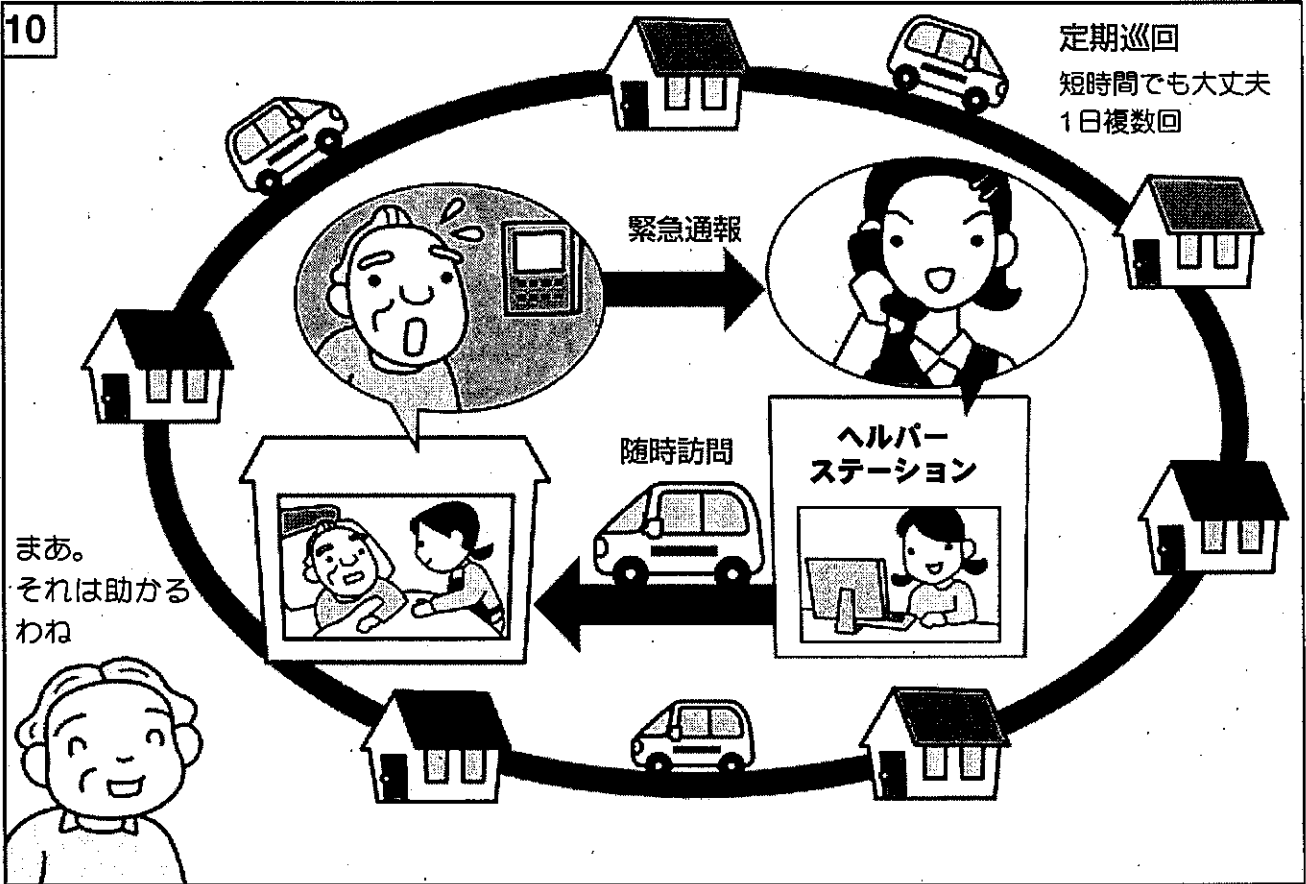 10
定期巡回
短時間でも大丈夫
1日複数回
緊急通報
随時訪問
ヘルパー
ステーション
まあ。
それは助かる
わね